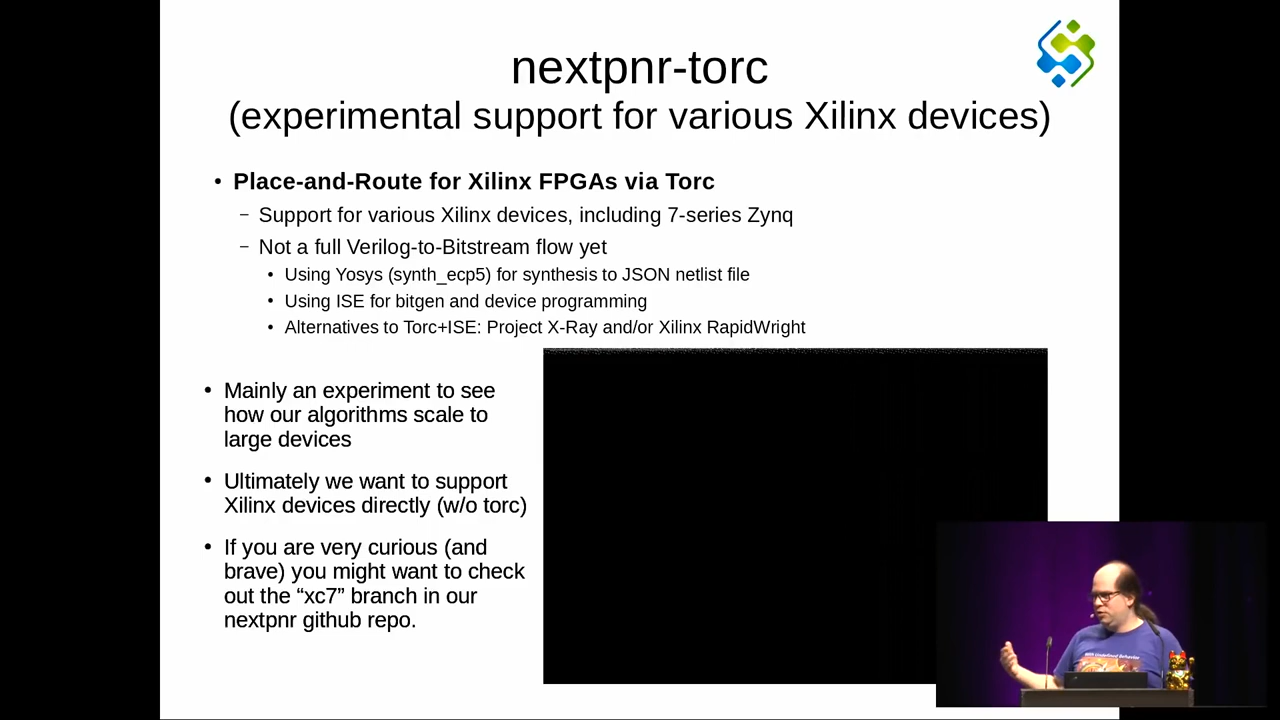 nextpnr-torc
(experimental support for various Xilinx devices)
• Place-and-Route for Xilinx FPGAs via Torc
– Support for various Xilinx devices, including 7-series Zynq
– Not a full Verilog-to-Bitstream flow yet
• Using Yosys (synth_ecp5) for synthesis to JSON netlist file
• Using ISE for bitgen and device programming
• Alternatives to Torc+ISE: Project X-Ray and/or Xilinx RapidWright
• Mainly an experiment to see
how our algorithms scale to
large devices
• Ultimately we want to support
Xilinx devices directly (w/o torc)
• If you are very curious (and
brave) you might want to check
out the “xc7” branch in our
nextpnr github repo.
Undefined Behavior